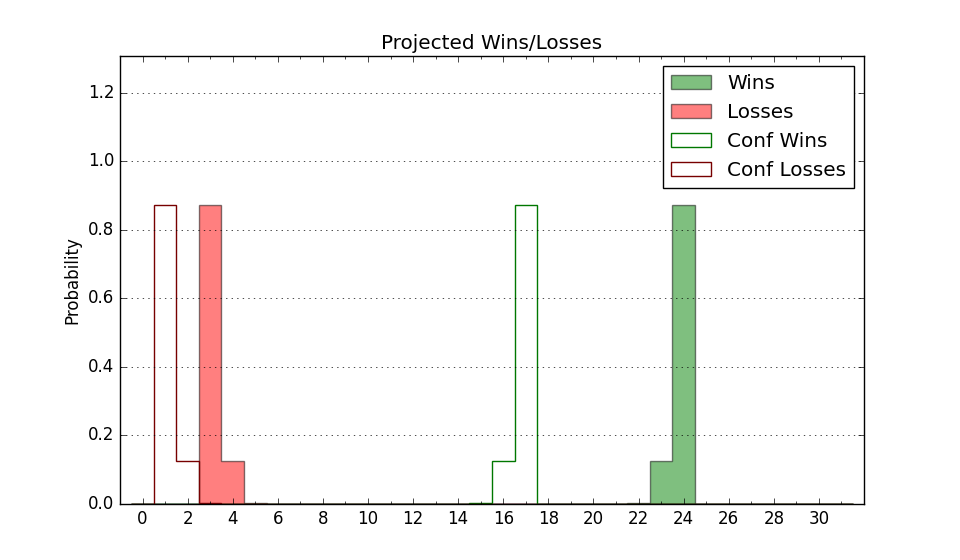 Projected Wins/Losses
Wins
Losses
Conf Wins
Conf Losses
Probability
1.2
1.0
0.8
0.6
0.4
0.2
0.0
0 2 4 6 8 10 12 14 16 18 20 22 24 26 28 30